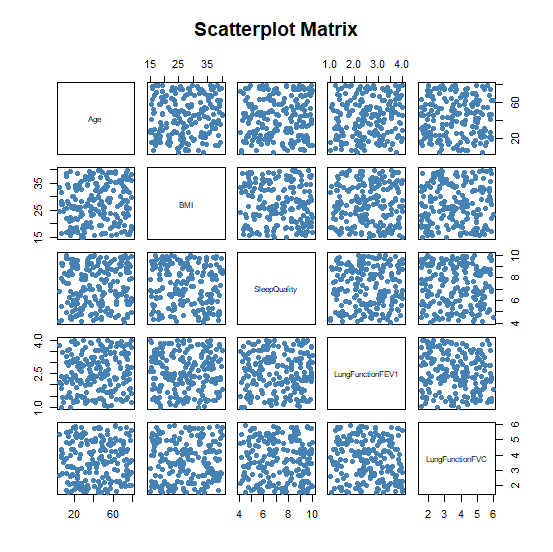 Scatterplot Matrix
15 25 35 1.0 2.0 3.0 4.0
Age
20 60
BMI
15 25 35
SleepQuality
4 6 8 10
LungFunctionFEV1
1.0 2.5 4.0
LungFunctionFVC
2 3 4 5 6
20 60 4 6 8 10 2 3 4 5 6